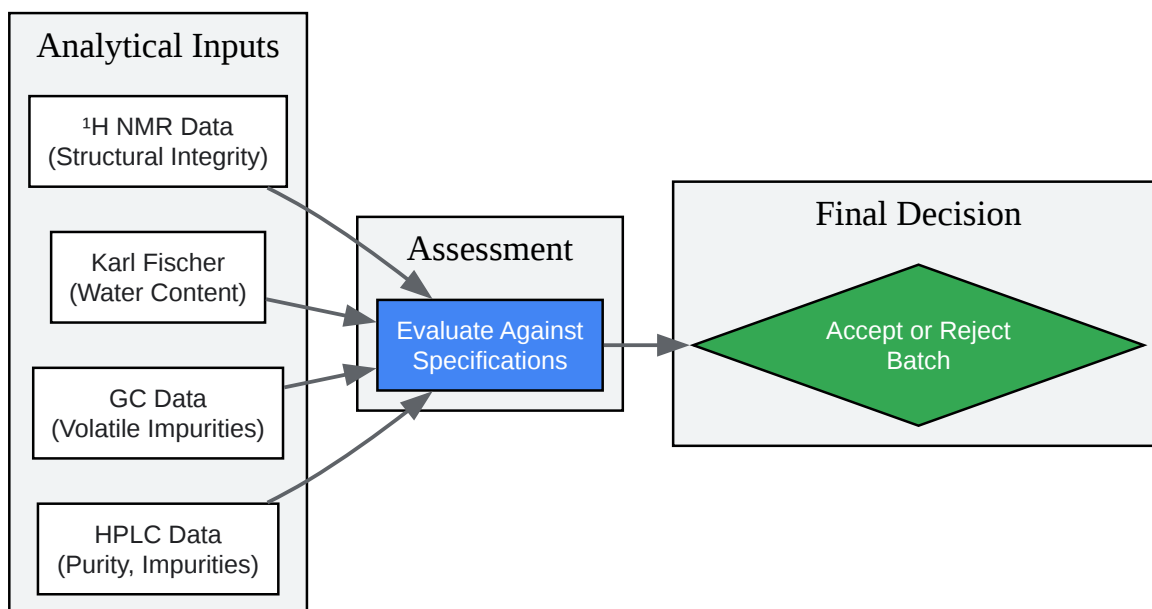 Analytical Inputs
¹H NMR Data
(Structural Integrity)
Karl Fischer
(Water Content)
GC Data
(Volatile Impurities)
HPLC Data
(Purity, Impurities)
Assessment
Evaluate Against
Specifications
Final Decision
Accept or Reject
Batch